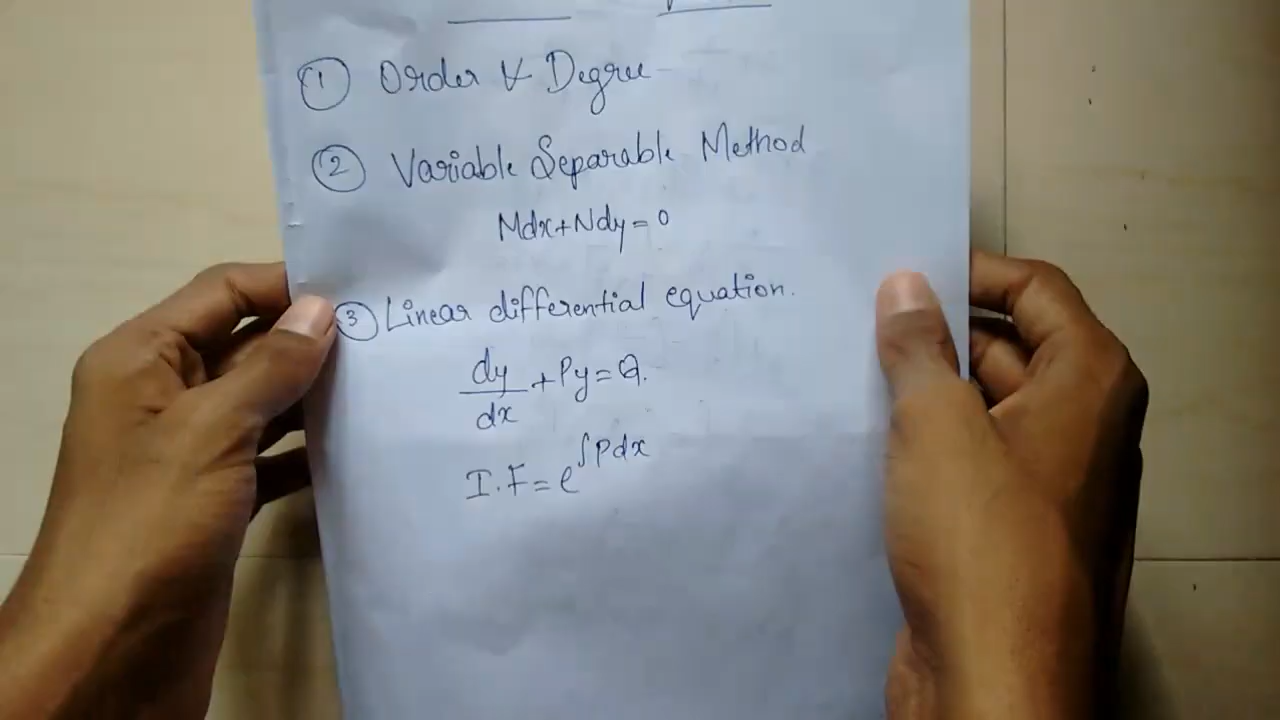 ① Order & Degree
② Variable Separable Method
Mdx+Ndy=0
③ Linear differential equation.
dy/dx + Py = Q.
I.F = e^∫Pdx